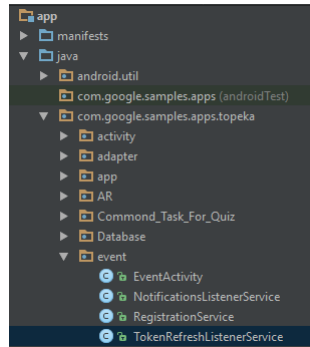 app
manifests
java
android.util
com.google.samples.apps (androidTest)
com.google.samples.apps.topeka
activity
adapter
app
AR
Commond_Task_For_Quiz
Database
event
EventActivity
NotificationsListenerService
RegistrationService
TokenRefreshListenerService